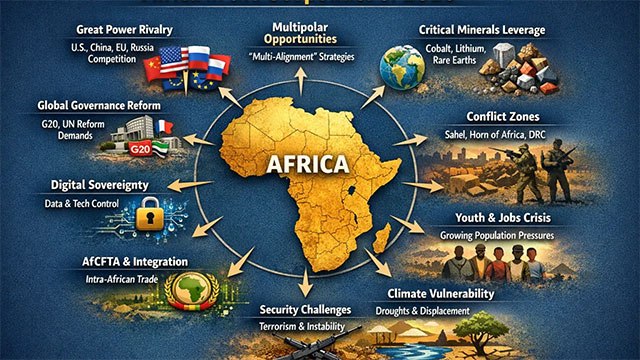 Great Power Rivalry
U.S., China, EU, Russia
Competition
Multipolar
Opportunities
"Multi-Alignment" Strategies
Critical Minerals Leverage
Cobalt, Lithium,
Rare Earths
Global Governance Reform
G20, UN Reform
Demands
G20
Conflict Zones
Sahel, Horn of Africa, DRC
AFRICA
Digital Sovereignty
Data & Tech Control
Youth & Jobs Crisis
Growing Population Pressures
AfCFTA & Integration
Intra-African Trade
Climate Vulnerability
Droughts & Displacement
Security Challenges
Terrorism & Instability